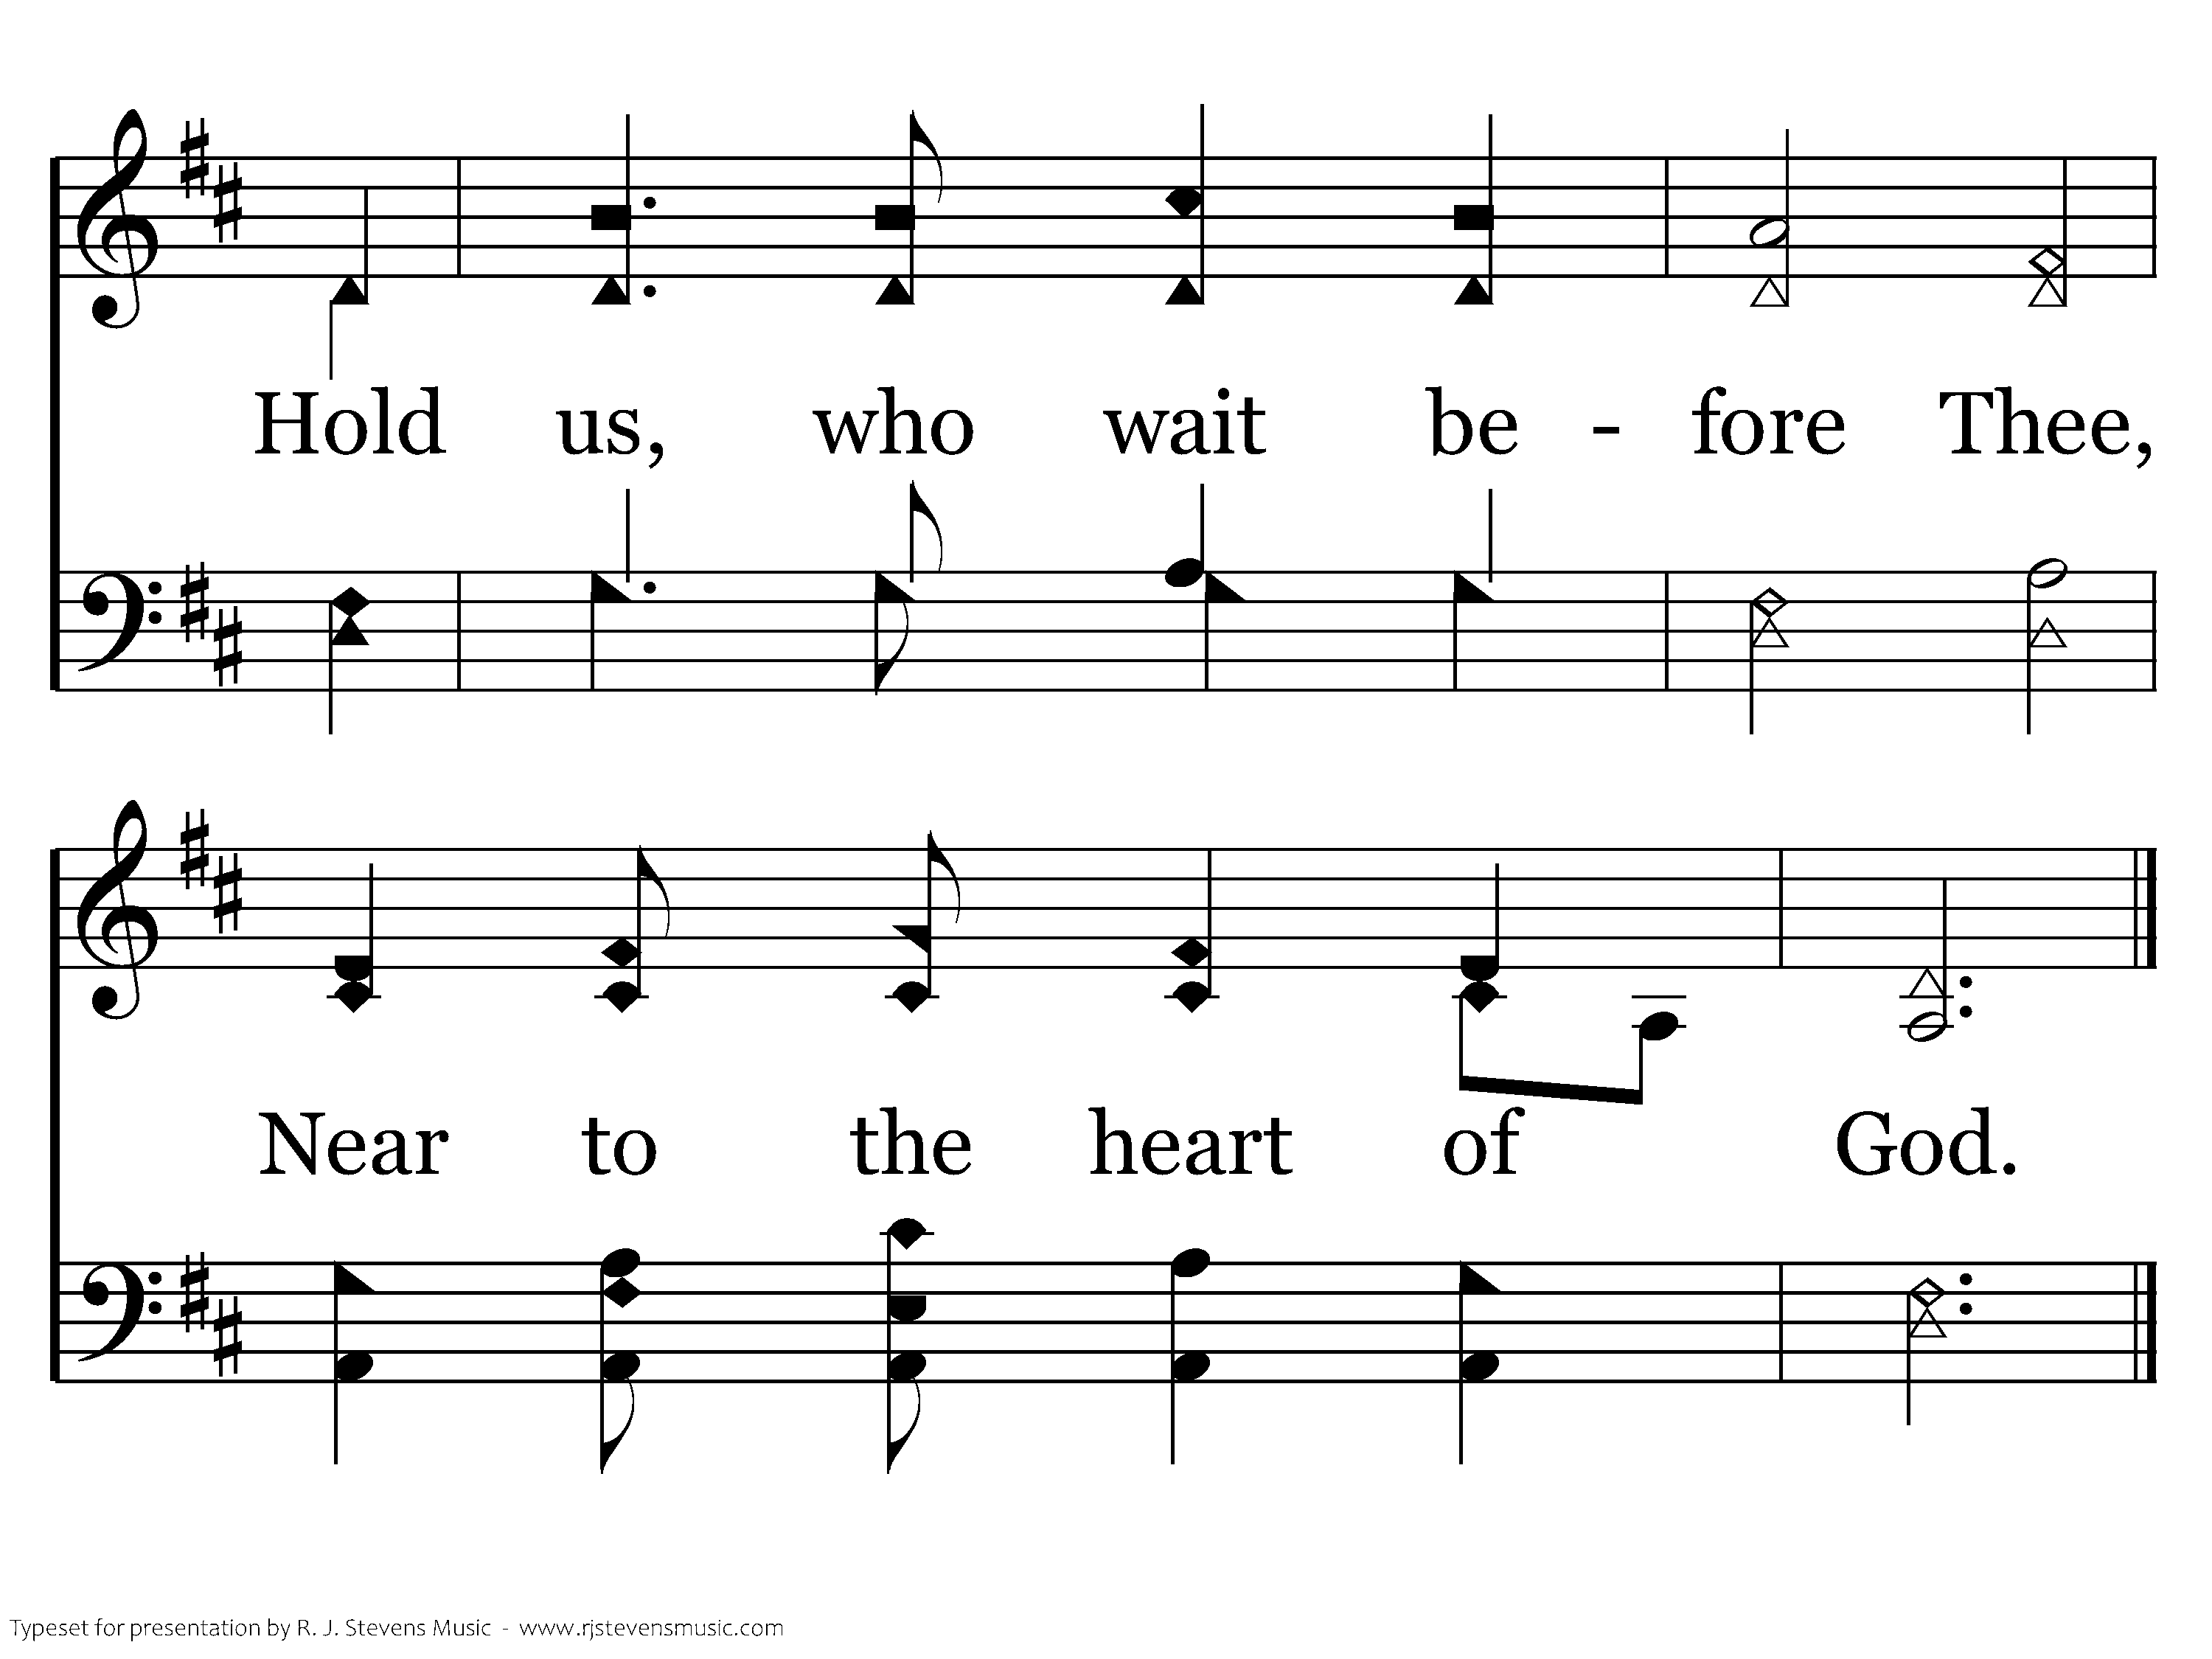 Hold us, who wait be - fore Thee,
Near to the heart of God.
Typeset for presentation by R. J. Stevens Music - www.rjstevensmusic.com